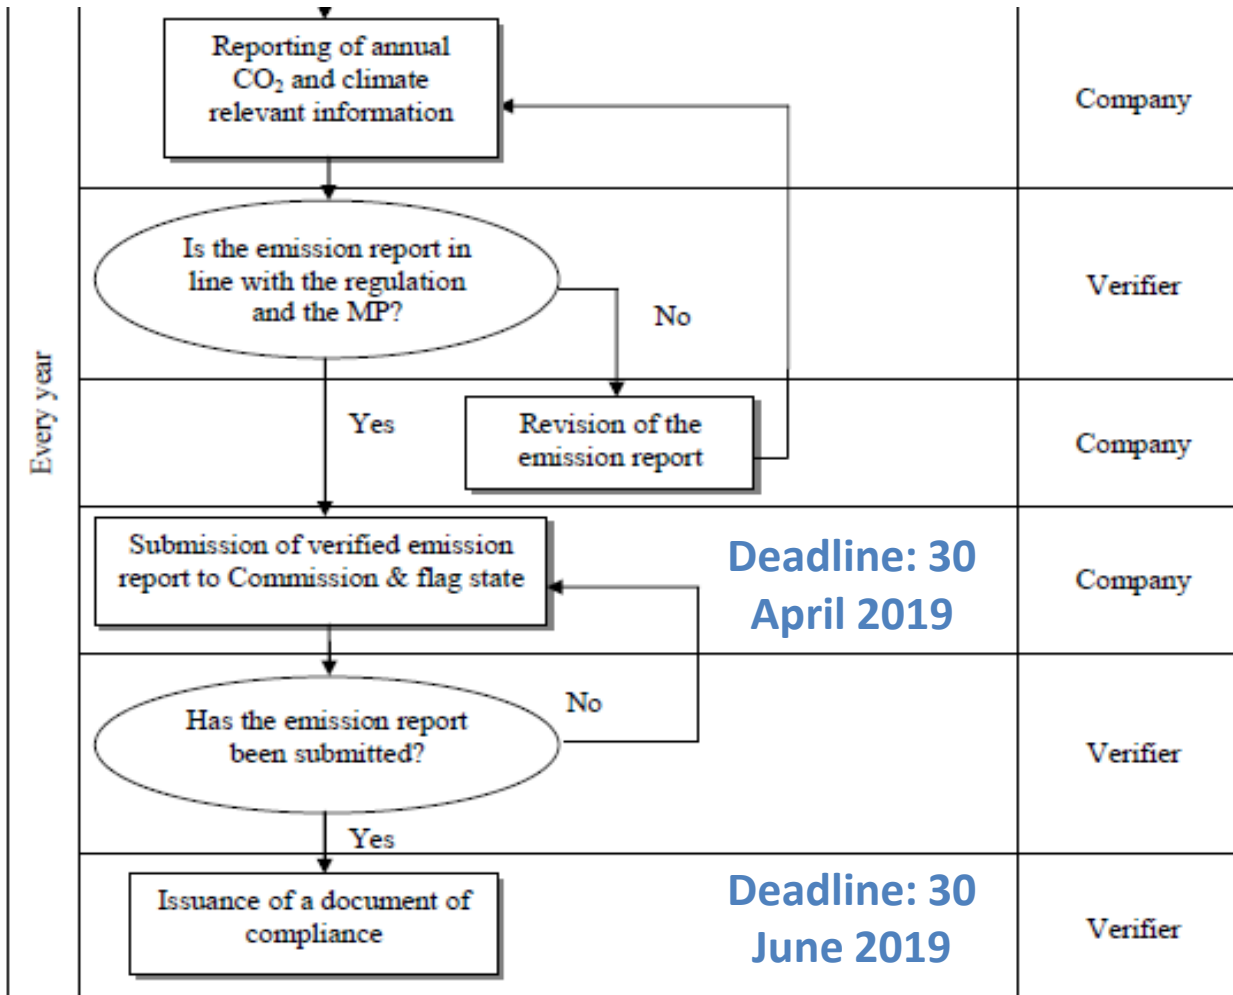 Reporting of annual
CO₂ and climate
relevant information
Company
Is the emission report in
line with the regulation
and the MP?
No
Verifier
Every year
Yes
Revision of the
emission report
Company
Submission of verified emission
report to Commission & flag state
Deadline: 30
April 2019
Company
Has the emission report
been submitted?
No
Verifier
Yes
Issuance of a document of
compliance
Deadline: 30
June 2019
Verifier